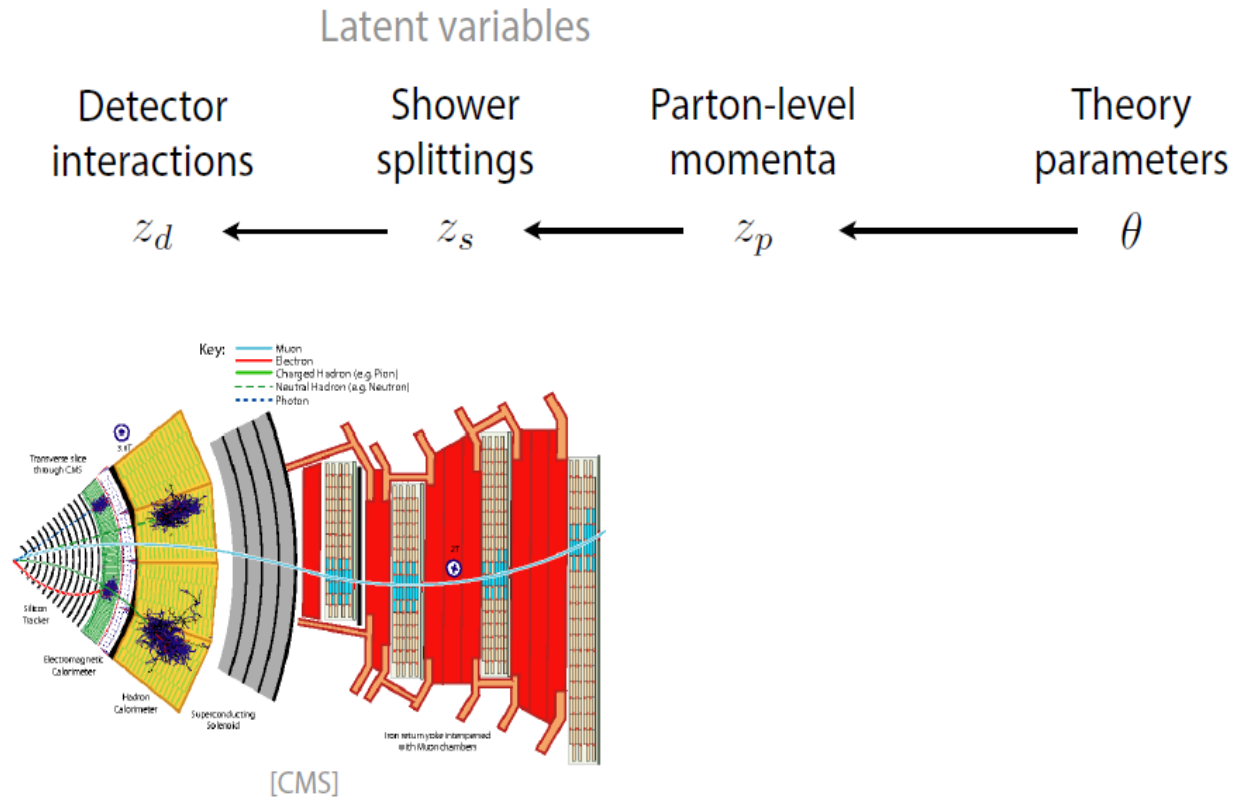 Latent variables
Detector interactions
Shower splittings
Parton-level momenta
Theory parameters
z_d
z_s
z_p
θ
Key:
Muon
Electron
Charged Hadron (e.g. Pion)
Neutral Hadron (e.g. Neutron)
Photon
Transverse slice
through CMS
2T
Silicon
Tracker
Electromagnetic
Calorimeter
Hadron
Calorimeter
Superconducting
Solenoid
Iron return yoke interspersed
with Muon chambers
[CMS]